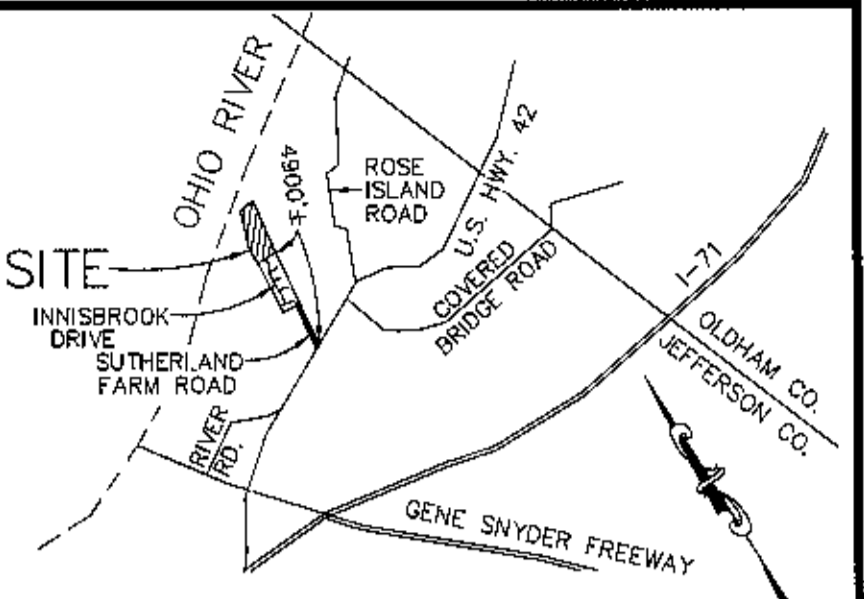 OHIO RIVER
4900'±
ROSE
ISLAND
ROAD
U.S. HWY. 42
SITE
COVERED
BRIDGE ROAD
I-71
INNISBROOK
DRIVE
SUTHERLAND
FARM ROAD
OLDHAM CO.
JEFFERSON CO.
RIVER
RD.
GENE SNYDER FREEWAY